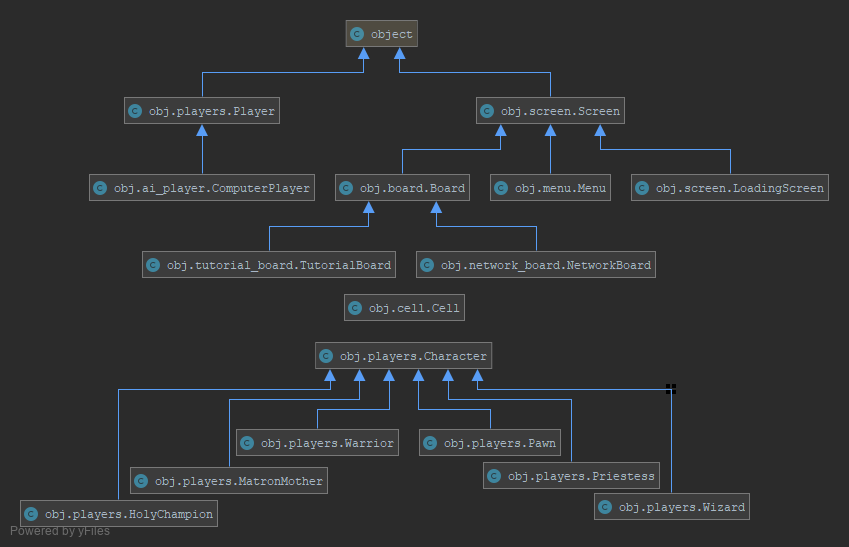 C object
C obj.players.Player
C obj.screen.Screen
C obj.ai_player.ComputerPlayer
C obj.board.Board
C obj.menu.Menu
C obj.screen.LoadingScreen
C obj.tutorial_board.TutorialBoard
C obj.network_board.NetworkBoard
C obj.cell.Cell
C obj.players.Character
C obj.players.Warrior
C obj.players.Pawn
C obj.players.MatronMother
C obj.players.Priestess
C obj.players.HolyChampion
C obj.players.Wizard
Powered by yFiles